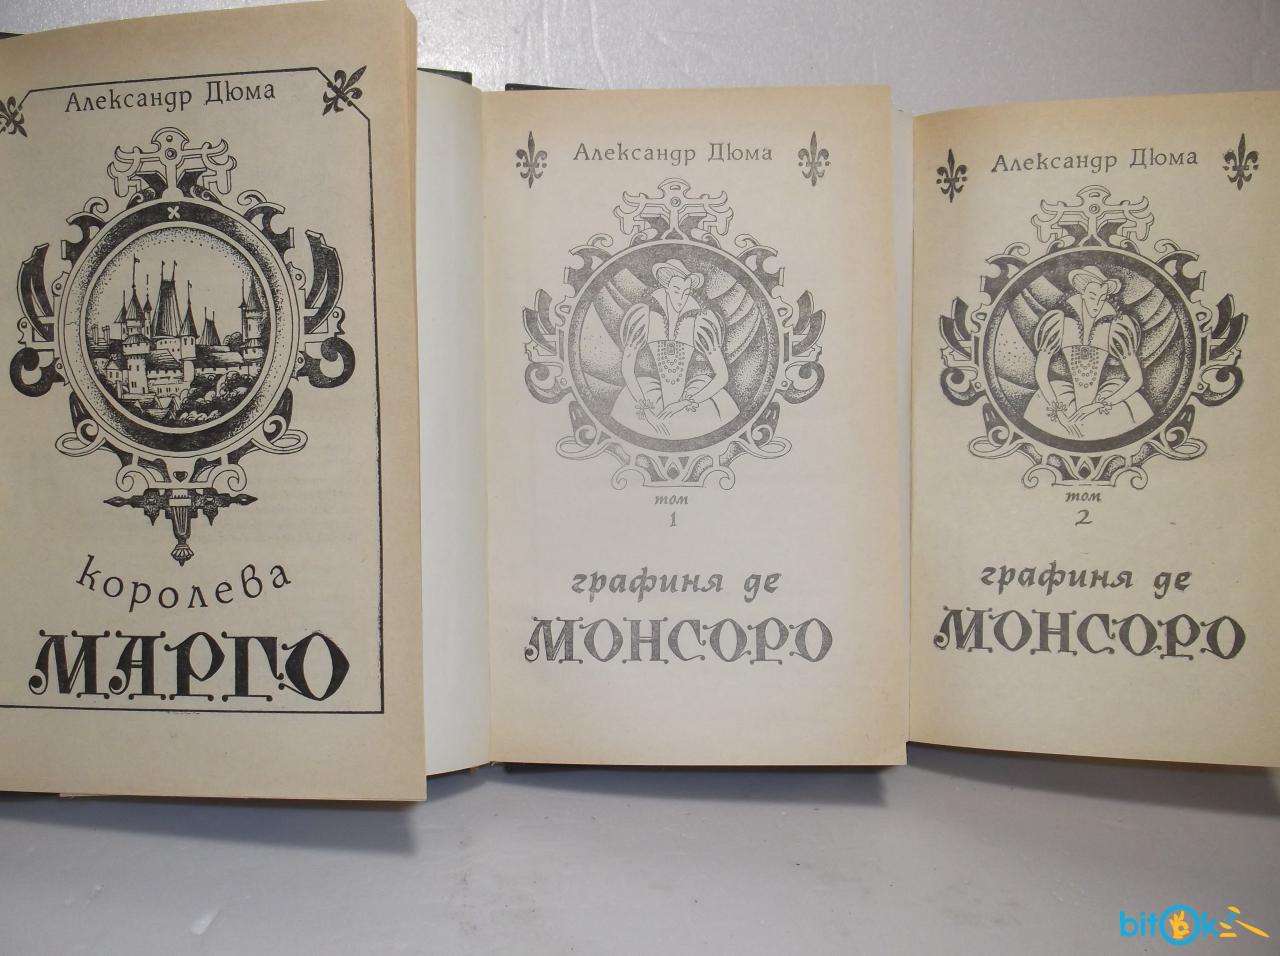 Александр Дюма
королева
МАРГО
Александр Дюма
том
1
графиня де
МОНСОРО
Александр Дюма
том
2
графиня де
МОНСОРО
bitok